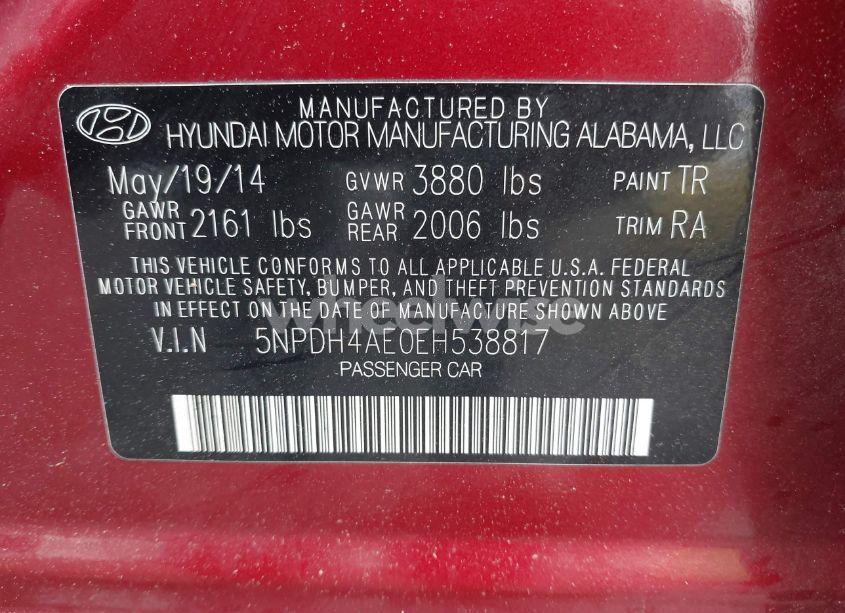 MANUFACTURED BY
HYUNDAI MOTOR MANUFACTURING ALABAMA, LLC
May/19/14 GVWR 3880 lbs PAINT TR
GAWR FRONT 2161 lbs GAWR REAR 2006 lbs TRIM RA
THIS VEHICLE CONFORMS TO ALL APPLICABLE U.S.A. FEDERAL
MOTOR VEHICLE SAFETY, BUMPER, AND THEFT PREVENTION STANDARDS
IN EFFECT ON THE DATE OF MANUFACTURE SHOWN ABOVE
V.I.N 5NPDH4AE0EH538817
PASSENGER CAR
wheelwise